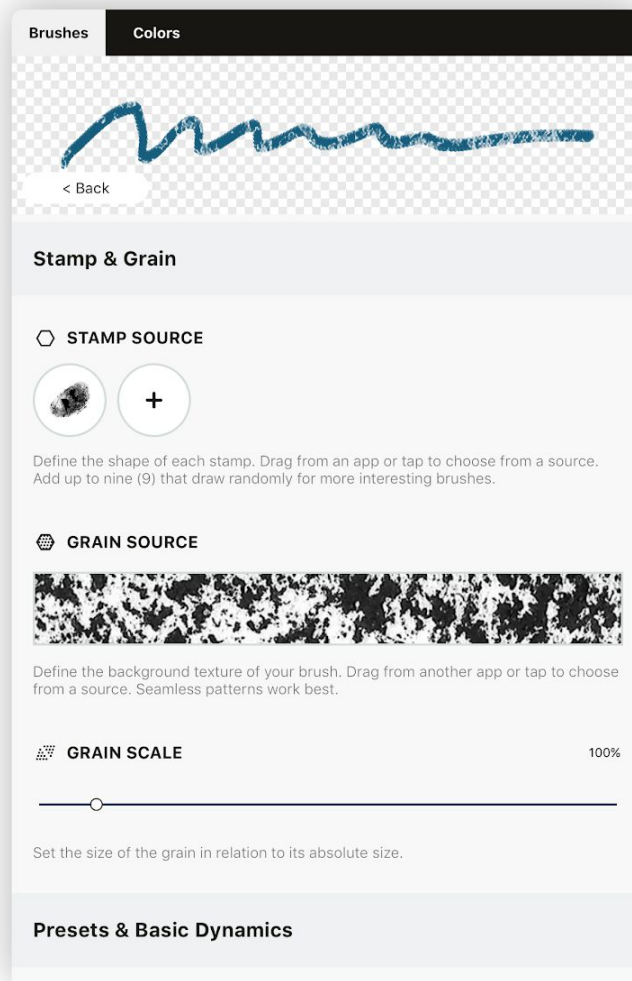 Brushes Colors
< Back
Stamp & Grain
STAMP SOURCE
+
Define the shape of each stamp. Drag from an app or tap to choose from a source.
Add up to nine (9) that draw randomly for more interesting brushes.
GRAIN SOURCE
Define the background texture of your brush. Drag from another app or tap to choose
from a source. Seamless patterns work best.
GRAIN SCALE 100%
Set the size of the grain in relation to its absolute size.
Presets & Basic Dynamics